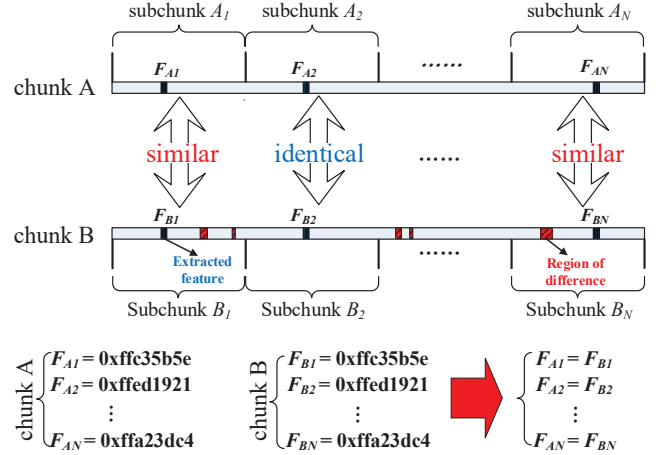 subchunk A1 subchunk A2 subchunk AN
FA1 FA2 ...... FAN
chunk A
similar identical ...... similar
FB1 FB2 FBN
chunk B
Extracted feature ...... Region of difference
Subchunk B1 Subchunk B2 Subchunk BN
chunk A
FA1 = 0xffc35b5e
FA2 = 0xffed1921
⋮
FAN = 0xffa23dc4
chunk B
FB1 = 0xffc35b5e
FB2 = 0xffed1921
⋮
FBN = 0xffa23dc4
FA1 = FB1
FA2 = FB2
⋮
FAN = FBN